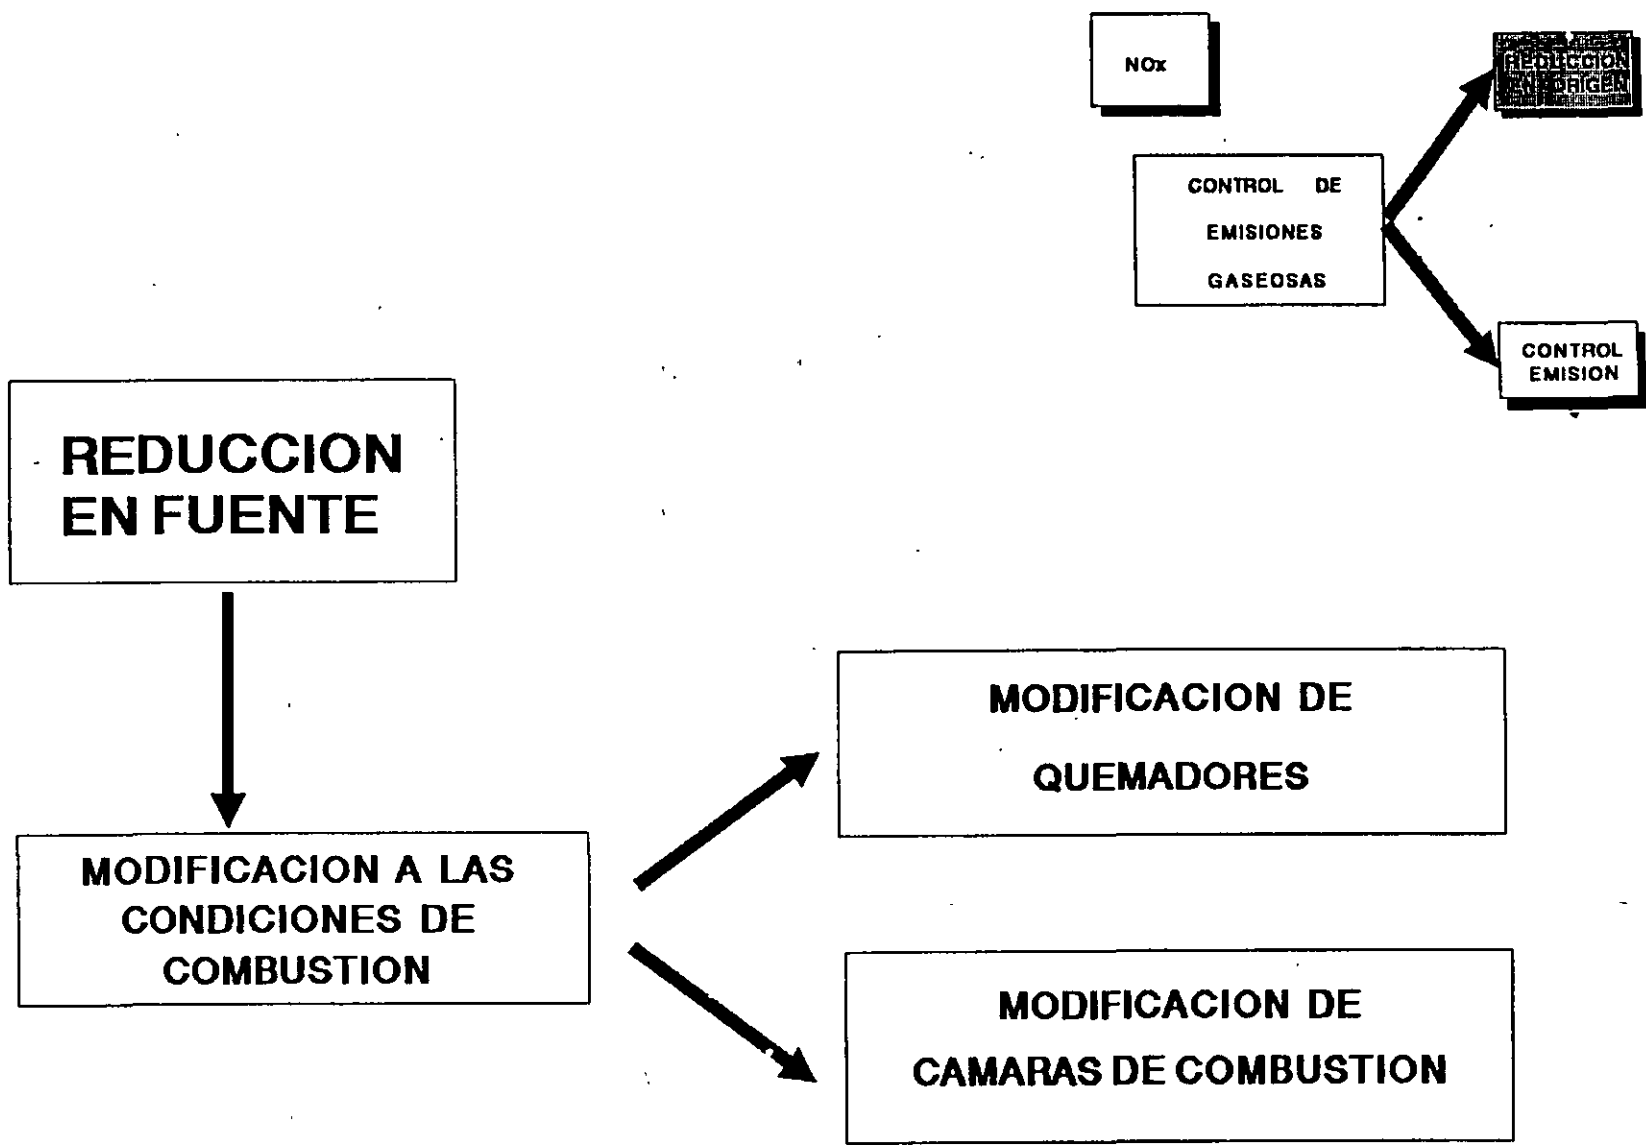 NOx
REDUCCION
EN ORIGEN
CONTROL DE
EMISIONES
GASEOSAS
CONTROL
EMISION
REDUCCION
EN FUENTE
MODIFICACION A LAS
CONDICIONES DE
COMBUSTION
MODIFICACION DE
QUEMADORES
MODIFICACION DE
CAMARAS DE COMBUSTION